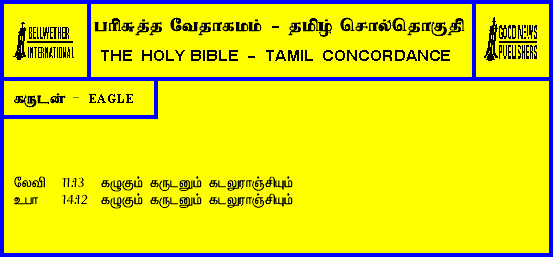 BELLWETHER
INTERNATIONAL
பரிசுத்த வேதாகமம் - தமிழ் சொல்தொகுதி
THE HOLY BIBLE - TAMIL CONCORDANCE
GOOD NEWS
PUBLISHERS
கருடன் - EAGLE
லேவி 11:13 கழுகும் கருடனும் கடலுராஞ்சியும்
உபா 14:12 கழுகும் கருடனும் கடலுராஞ்சியும்